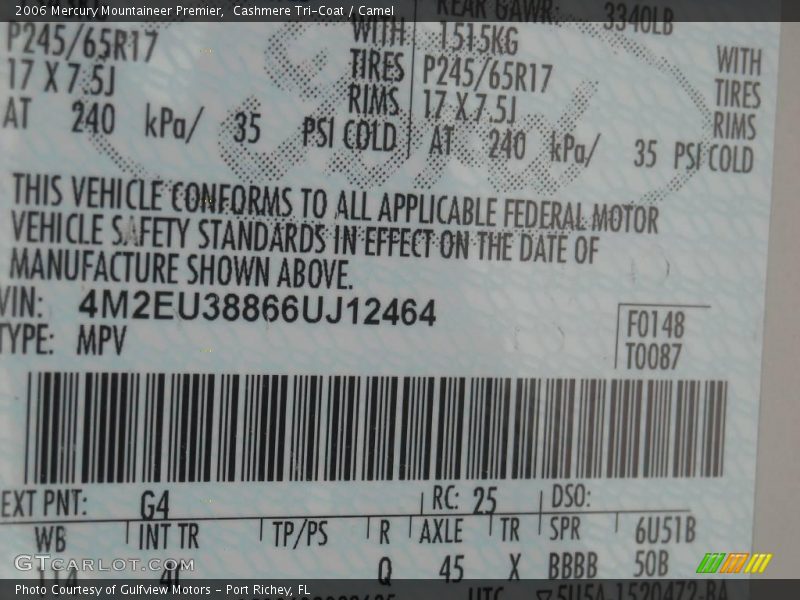 2006 Mercury Mountaineer Premier, Cashmere Tri-Coat / Camel
REAR GAWR: 3340LB
WITH 1515KG
P245/65R17 TIRES P245/65R17 WITH
17 X 7.5J RIMS 17 X7.5J TIRES
RIMS
AT 240 kPa/ 35 PSI COLD AT 240 kPa/ 35 PSI COLD
THIS VEHICLE CONFORMS TO ALL APPLICABLE FEDERAL MOTOR
VEHICLE SAFETY STANDARDS IN EFFECT ON THE DATE OF
MANUFACTURE SHOWN ABOVE.
VIN: 4M2EU38866UJ12464
TYPE: MPV
F0148
T0087
EXT PNT: G4 RC: 25 DSO:
WB INT TR TP/PS R AXLE TR SPR 6U51B
Q 45 X BBBB 50B
GTCARLOT.COM
UTC
Photo Courtesy of Gulfview Motors - Port Richey, FL